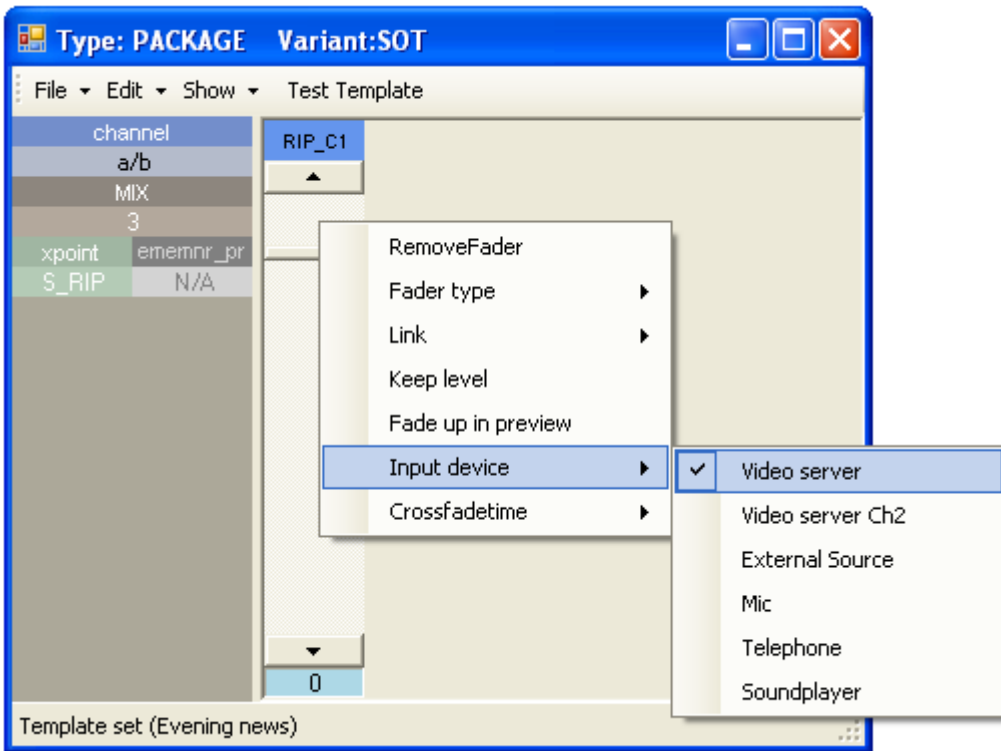 Type: PACKAGE Variant:SOT
File Edit Show Test Template
channel
a/b
MIX
3
xpoint ememnr_pr
S_RIP N/A
RIP_C1
RemoveFader
Fader type
Link
Keep level
Fade up in preview
Input device
Crossfadetime
Video server
Video server Ch2
External Source
Mic
Telephone
Soundplayer
0
Template set (Evening news)